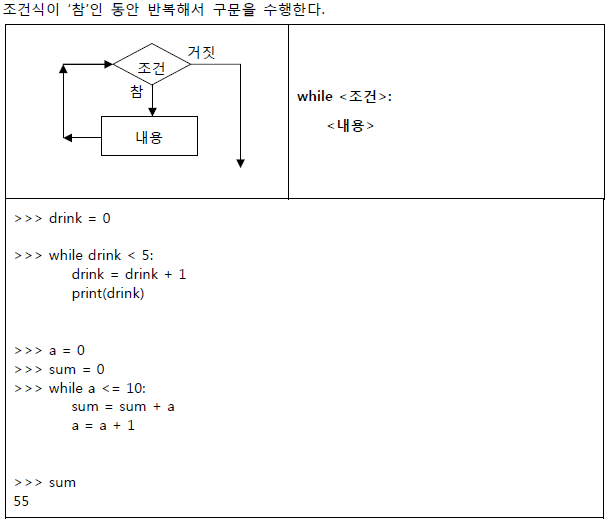 조건식이 '참'인 동안 반복해서 구문을 수행한다.
거짓
조건
참
내용
while <조건>:
<내용>
>>> drink = 0
>>> while drink < 5:
drink = drink + 1
print(drink)
>>> a = 0
>>> sum = 0
>>> while a <= 10:
sum = sum + a
a = a + 1
>>> sum
55